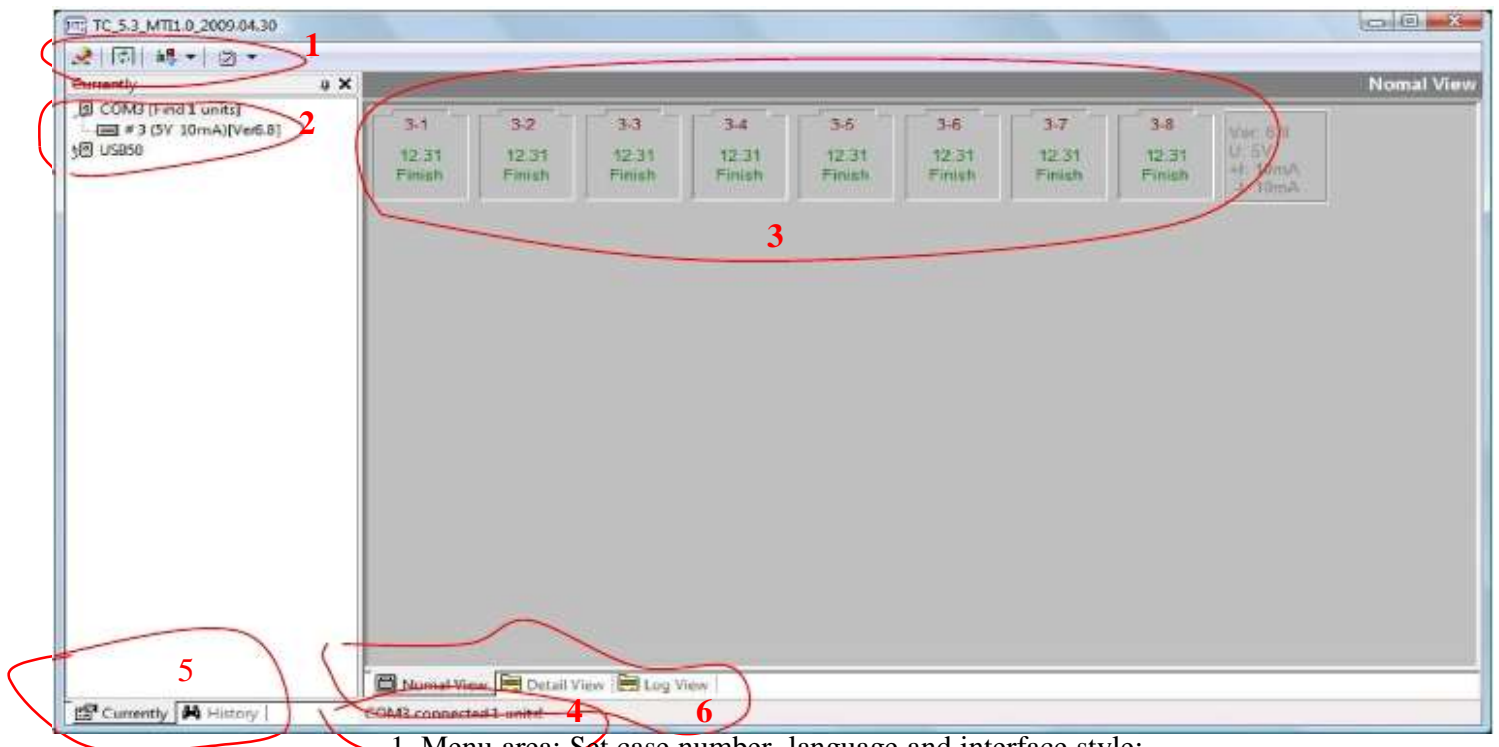 TC_5.3_MTI1.0_2009.04.30
1
Currently
Nomal View
COM3 [Find 1 units]
# 3 (5V 10mA)[Ver6.8]
2
USB50
3-1 3-2 3-3 3-4 3-5 3-6 3-7 3-8
12.31 12.31 12.31 12.31 12.31 12.31 12.31 12.31
Finish Finish Finish Finish Finish Finish Finish Finish
Ver:
U: 5V
+I: 10mA
-I: 10mA
3
5
Nomal View Detail View Log View
Currently History
COM3 connected 1 units!
4
6
1. Menu area: Set case number, language and interface style;